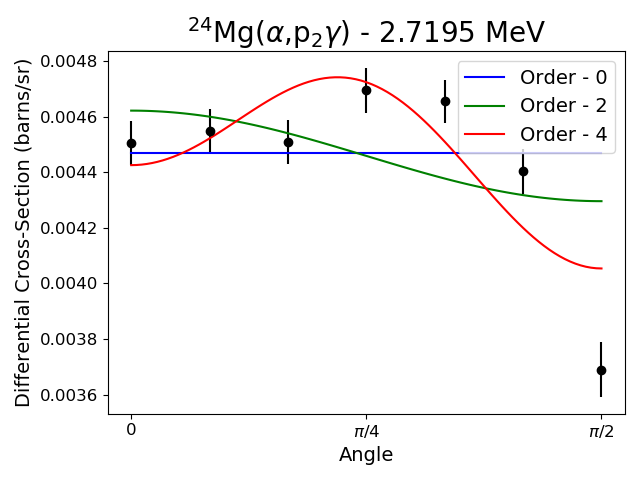 ²⁴Mg(α,p₂γ) - 2.7195 MeV
Differential Cross-Section (barns/sr)
0.0048
0.0046
0.0044
0.0042
0.0040
0.0038
0.0036
Order - 0
Order - 2
Order - 4
0
π/4
π/2
Angle